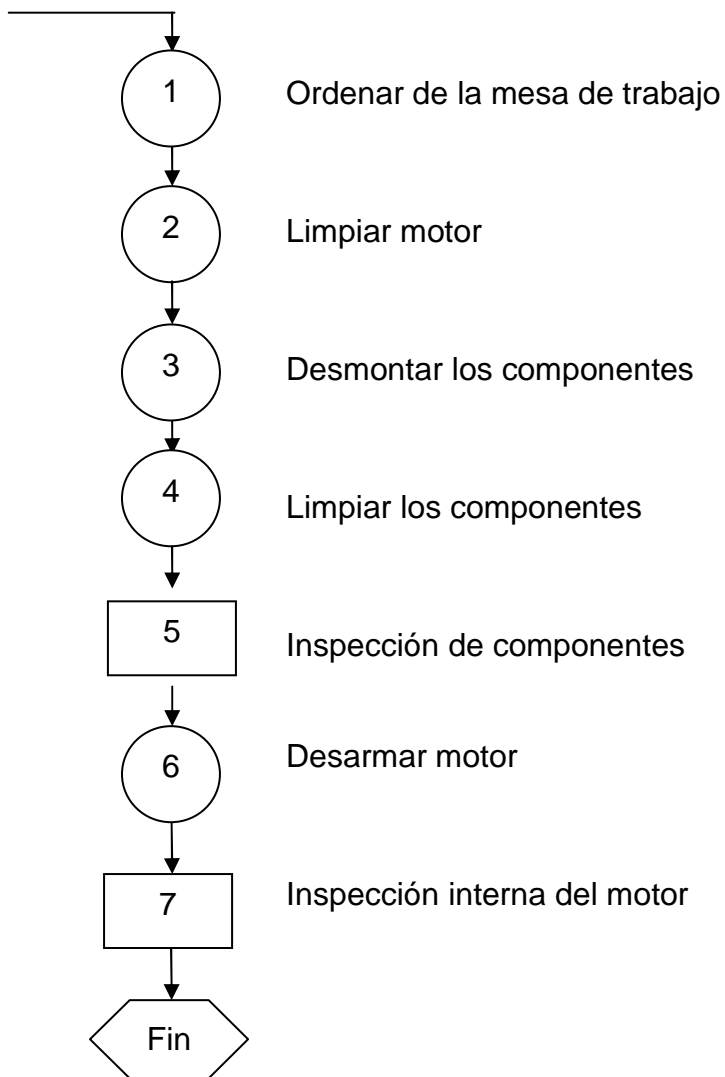 1 Ordenar de la mesa de trabajo
2 Limpiar motor
3 Desmontar los componentes
4 Limpiar los componentes
5 Inspección de componentes
6 Desarmar motor
7 Inspección interna del motor
Fin